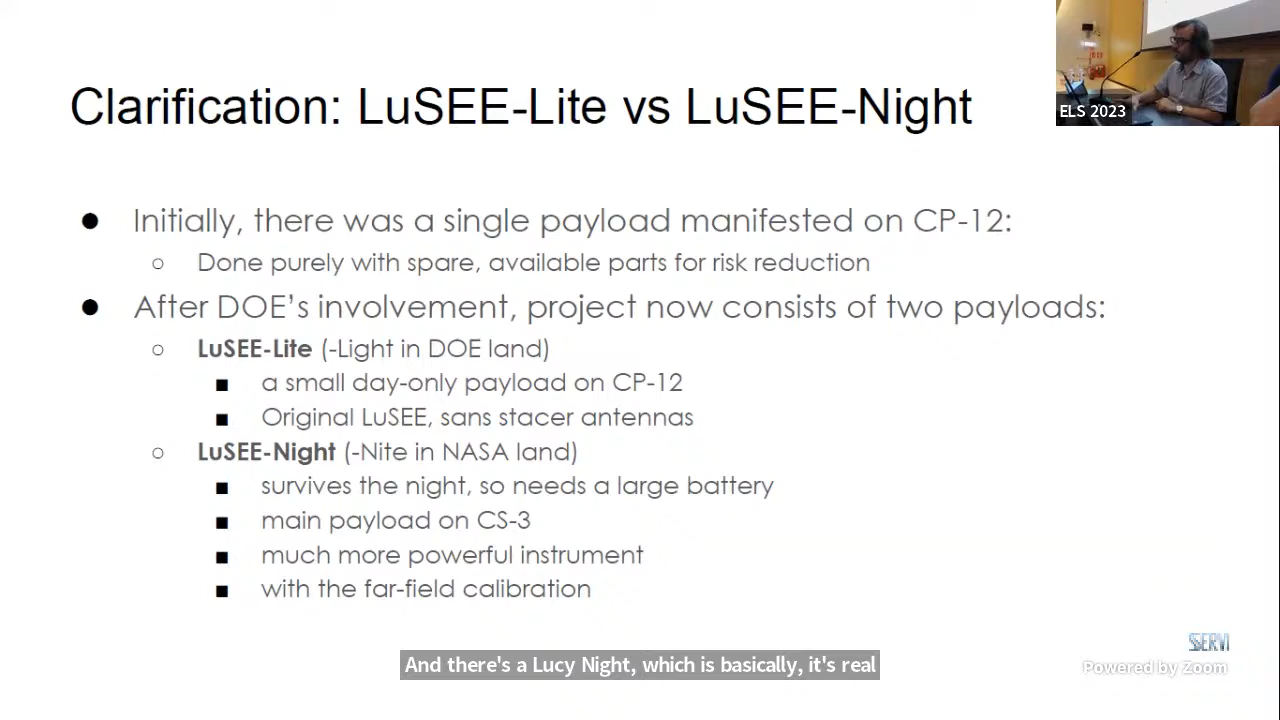 Clarification: LuSEE-Lite vs LuSEE-Night
ELS 2023
● Initially, there was a single payload manifested on CP-12:
○ Done purely with spare, available parts for risk reduction
● After DOE’s involvement, project now consists of two payloads:
○ LuSEE-Lite (-Light in DOE land)
■ a small day-only payload on CP-12
■ Original LuSEE, sans stacer antennas
○ LuSEE-Night (-Nite in NASA land)
■ survives the night, so needs a large battery
■ main payload on CS-3
■ much more powerful instrument
■ with the far-field calibration
SSERVI
And there's a Lucy Night, which is basically, it's real
Powered by Zoom